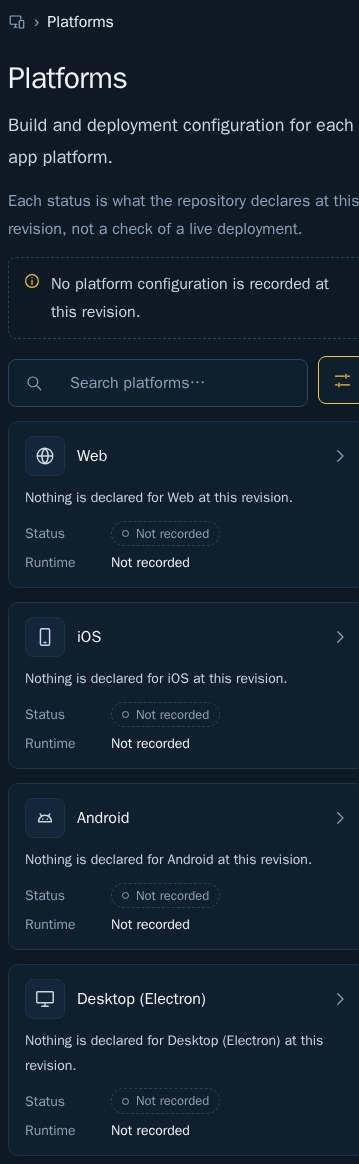 Platforms
Platforms
Build and deployment configuration for each
app platform.
Each status is what the repository declares at this
revision, not a check of a live deployment.
No platform configuration is recorded at
this revision.
Search platforms···
Web
Nothing is declared for Web at this revision.
Status Not recorded
Runtime Not recorded
iOS
Nothing is declared for iOS at this revision.
Status Not recorded
Runtime Not recorded
Android
Nothing is declared for Android at this revision.
Status Not recorded
Runtime Not recorded
Desktop (Electron)
Nothing is declared for Desktop (Electron) at this
revision.
Status Not recorded
Runtime Not recorded